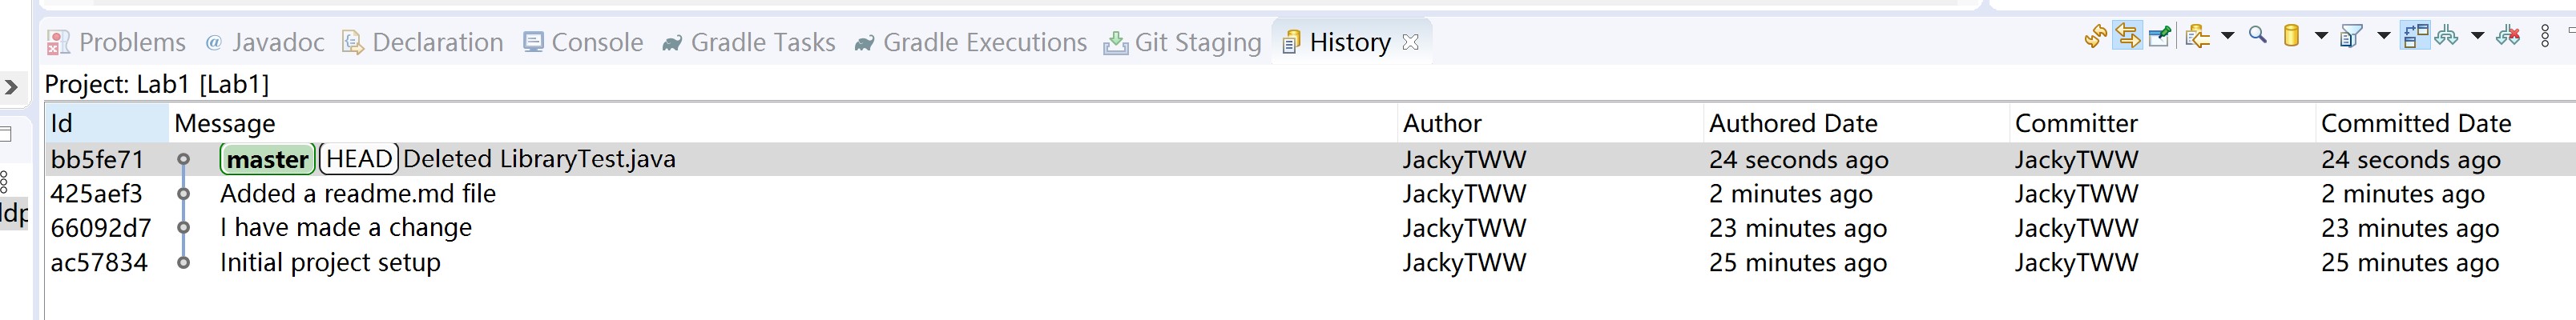 Problems @ Javadoc Declaration Console Gradle Tasks Gradle Executions Git Staging History
Project: Lab1 [Lab1]
Id Message Author Authored Date Committer Committed Date
bb5fe71 master HEAD Deleted LibraryTest.java JackyTWW 24 seconds ago JackyTWW 24 seconds ago
425aef3 Added a readme.md file JackyTWW 2 minutes ago JackyTWW 2 minutes ago
66092d7 I have made a change JackyTWW 23 minutes ago JackyTWW 23 minutes ago
ac57834 Initial project setup JackyTWW 25 minutes ago JackyTWW 25 minutes ago